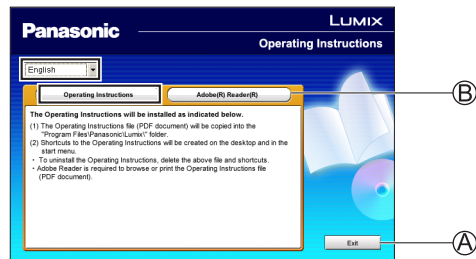 Panasonic
LUMIX
Operating Instructions
English
Operating Instructions
Adobe(R) Reader(R)
B
The Operating Instructions will be installed as indicated below.
(1) The Operating Instructions file (PDF document) will be copied into the
"Program Files\Panasonic\Lumix\" folder.
(2) Shortcuts to the Operating Instructions will be created on the desktop and in the
start menu.
・ To uninstall the Operating Instructions, delete the above file and shortcuts.
・ Adobe Reader is required to browse or print the Operating Instructions file
(PDF document).
Exit
A